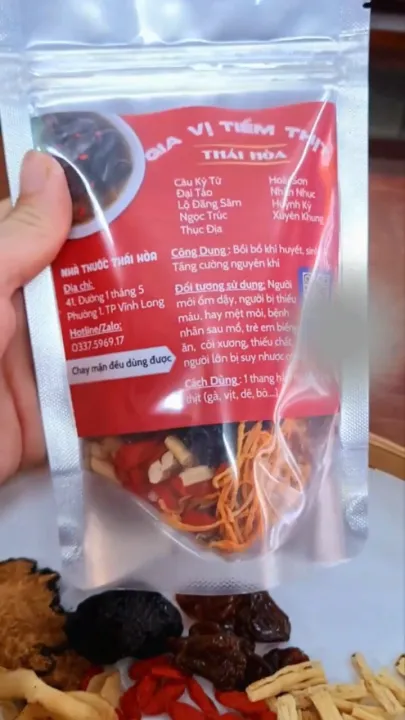 GIA VỊ TIỀM THỊT
THÁI HÒA
Câu Kỷ Tử
Đại Táo
Lộ Đảng Sâm
Ngọc Trúc
Thục Địa
Hoài Sơn
Nhãn Nhục
Huỳnh Kỳ
Xuyên Khung
NHÀ THUỐC THÁI HÒA
Địa chỉ:
41, Đường 1 tháng 5
Phường 1, TP Vĩnh Long
Hotline/Zalo:
0337.5969.17
Chay mặn đều dùng được
Công Dụng : Bồi bổ khí huyết,
Tăng cường nguyên khí
Đối tượng sử dụng: Người
mới ốm dậy, người bị thiếu
máu, hay mệt mỏi, bệnh
nhân sau mổ, trẻ em biếng
ăn, còi xương, thiếu chất,
người lớn bị suy nhược
Cách Dùng : 1 thang
thịt (gà, vịt, dê, bò...)